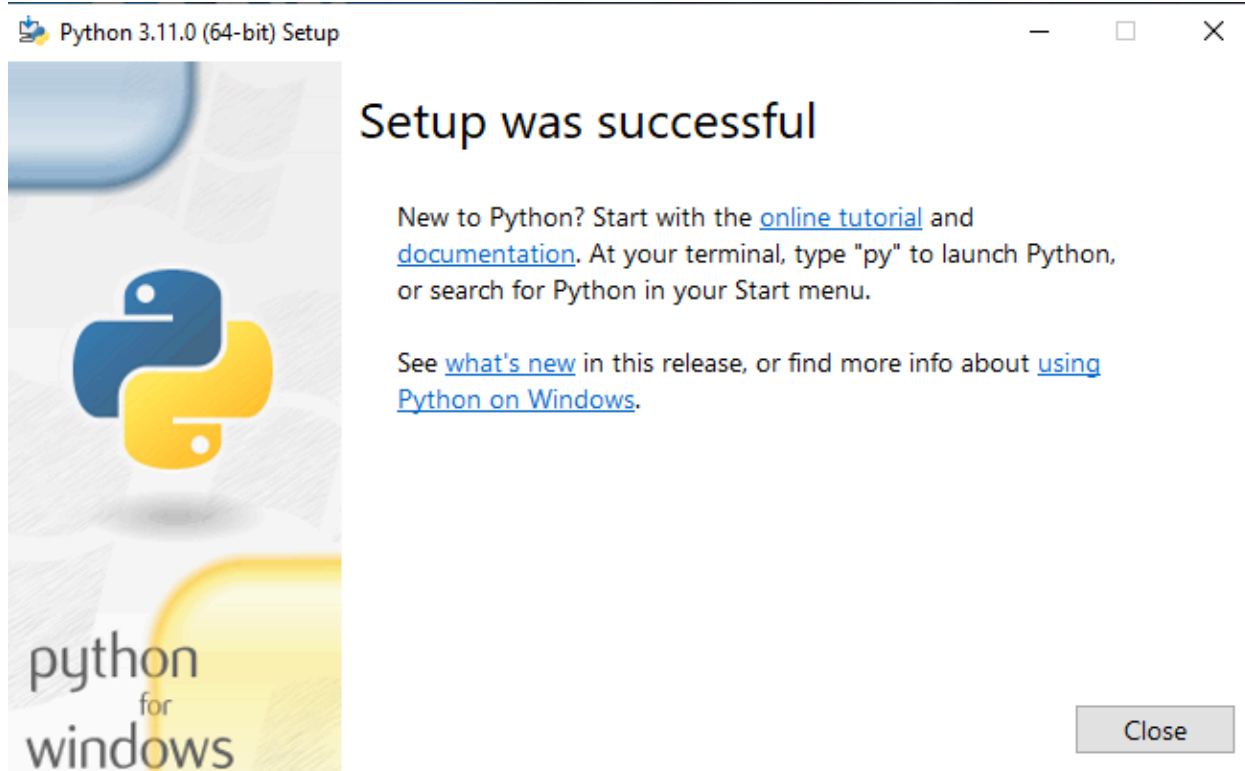 Python 3.11.0 (64-bit) Setup
Setup was successful
New to Python? Start with the online tutorial and
documentation. At your terminal, type "py" to launch Python,
or search for Python in your Start menu.
See what's new in this release, or find more info about using
Python on Windows.
python
for
windows
Close